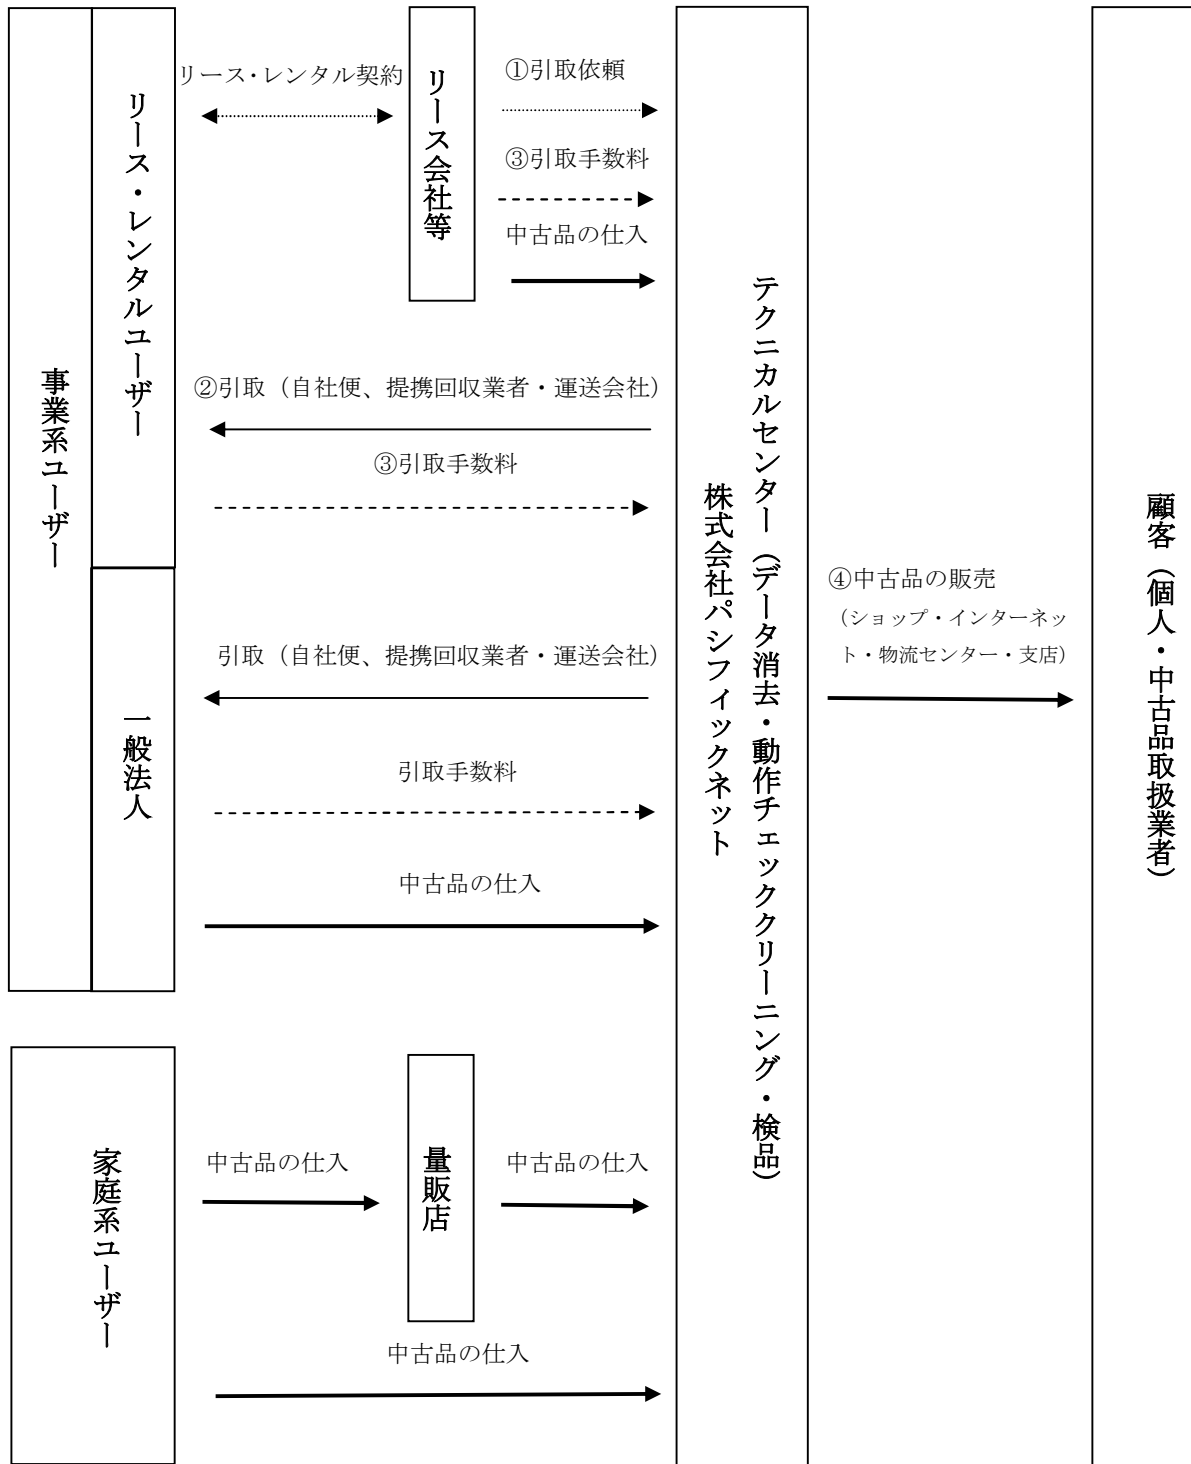 事業系ユーザー
リース・レンタルユーザー
リース・レンタル契約
リース会社等
①引取依頼
③引取手数料
中古品の仕入
②引取（自社便、提携回収業者・運送会社）
③引取手数料
一般法人
引取（自社便、提携回収業者・運送会社）
引取手数料
中古品の仕入
家庭系ユーザー
中古品の仕入
量販店
中古品の仕入
中古品の仕入
テクニカルセンター（データ消去・動作チェッククリーニング・検品）
株式会社パシフィックネット
④中古品の販売
（ショップ・インターネッ
ト・物流センター・支店）
顧客（個人・中古品取扱業者）